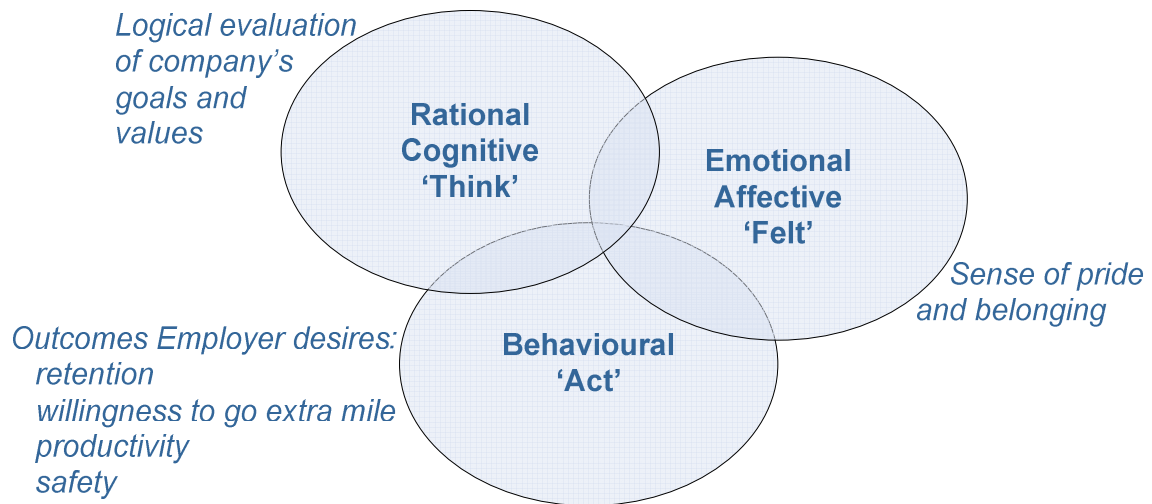 Logical evaluation
of company's
goals and
values
Rational
Cognitive
‘Think’
Emotional
Affective
‘Felt’
Sense of pride
and belonging
Outcomes Employer desires:
retention
willingness to go extra mile
productivity
safety
Behavioural
‘Act’